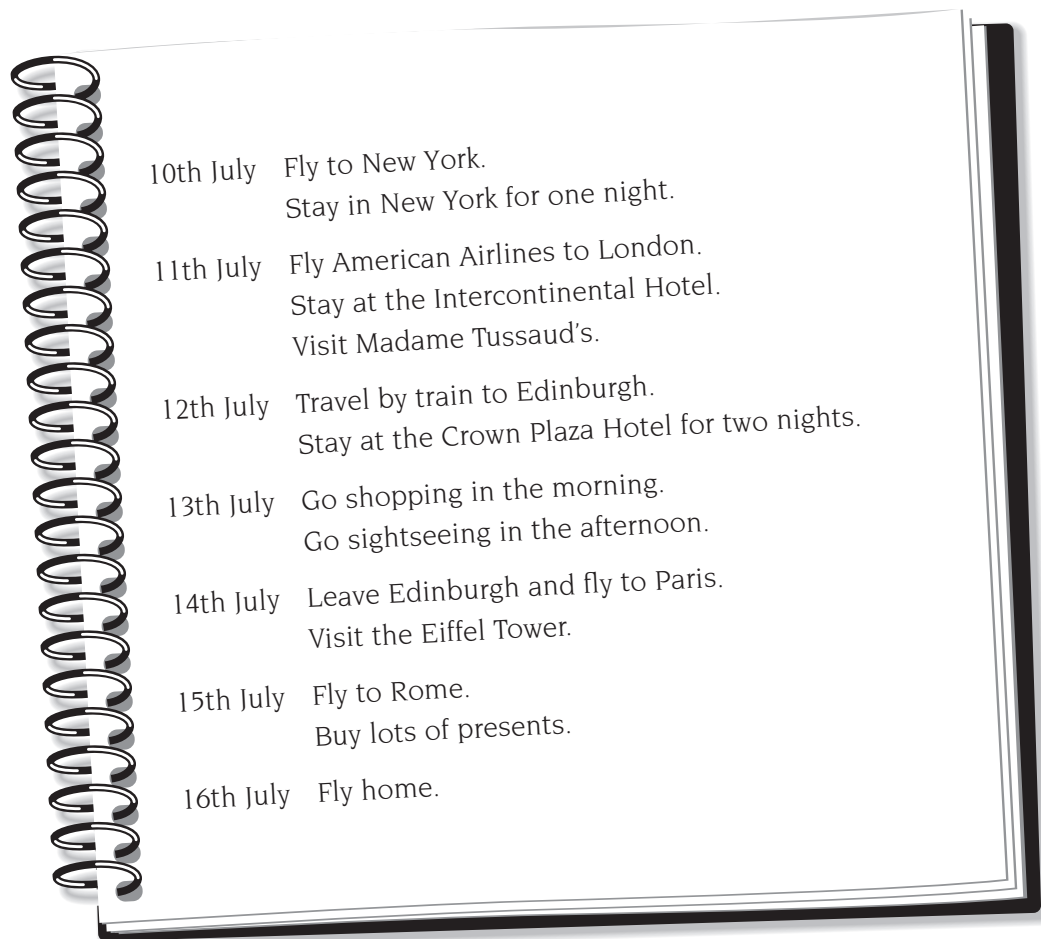 10th July Fly to New York.
Stay in New York for one night.
11th July Fly American Airlines to London.
Stay at the Intercontinental Hotel.
Visit Madame Tussaud's.
12th July Travel by train to Edinburgh.
Stay at the Crown Plaza Hotel for two nights.
13th July Go shopping in the morning.
Go sightseeing in the afternoon.
14th July Leave Edinburgh and fly to Paris.
Visit the Eiffel Tower.
15th July Fly to Rome.
Buy lots of presents.
16th July Fly home.